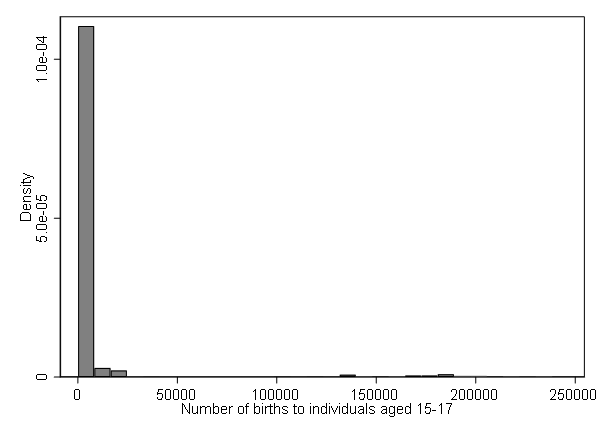 1.0e-04
Density
5.0e-05
0
0 50000 100000 150000 200000 250000
Number of births to individuals aged 15-17